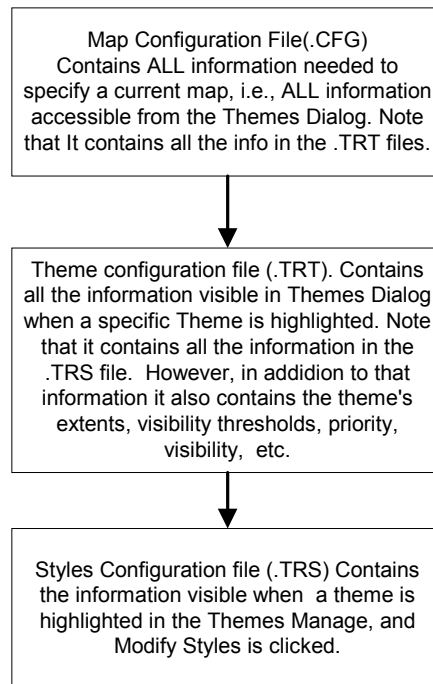 Map Configuration File(.CFG)
Contains ALL information needed to
specify a current map, i.e., ALL information
accessible from the Themes Dialog. Note
that It contains all the info in the .TRT files.
Theme configuration file (.TRT). Contains
all the information visible in Themes Dialog
when a specific Theme is highlighted. Note
that it contains all the information in the
.TRS file. However, in addidion to that
information it also contains the theme's
extents, visibility thresholds, priority,
visibility, etc.
Styles Configuration file (.TRS) Contains
the information visible when a theme is
highlighted in the Themes Manage, and
Modify Styles is clicked.